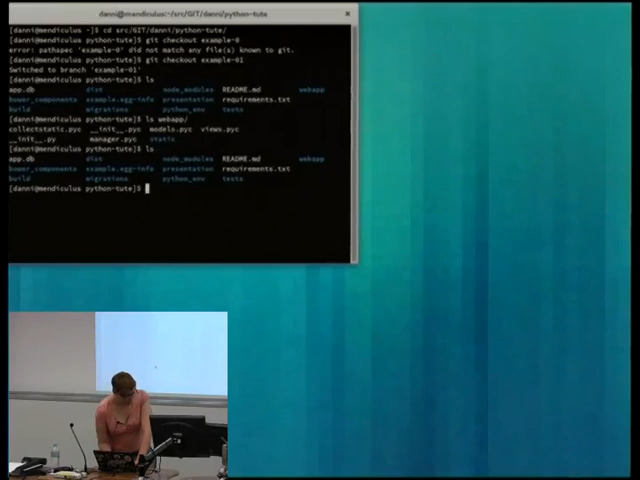 danni@mendiculus:~/src/GIT/danni/python-tute
[danni@mendiculus ~]$ cd src/GIT/danni/python-tute/
[danni@mendiculus python-tute]$ git checkout example-0
error: pathspec 'example-0' did not match any file(s) known to git.
[danni@mendiculus python-tute]$ git checkout example-01
Switched to branch 'example-01'
[danni@mendiculus python-tute]$ ls
app.db dist node_modules README.md webapp
bower_components example.egg-info presentation requirements.txt
build migrations python_env tests
[danni@mendiculus python-tute]$ ls webapp/
collectstatic.pyc __init__.pyc models.pyc views.pyc
__init__.py manager.pyc static
[danni@mendiculus python-tute]$ ls
app.db dist node_modules README.md webapp
bower_components example.egg-info presentation requirements.txt
build migrations python_env tests
[danni@mendiculus python-tute]$